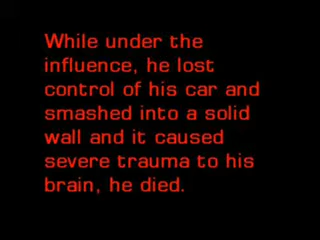 While under the
influence, he lost
control of his car and
smashed into a solid
wall and it caused
severe trauma to his
brain, he died.